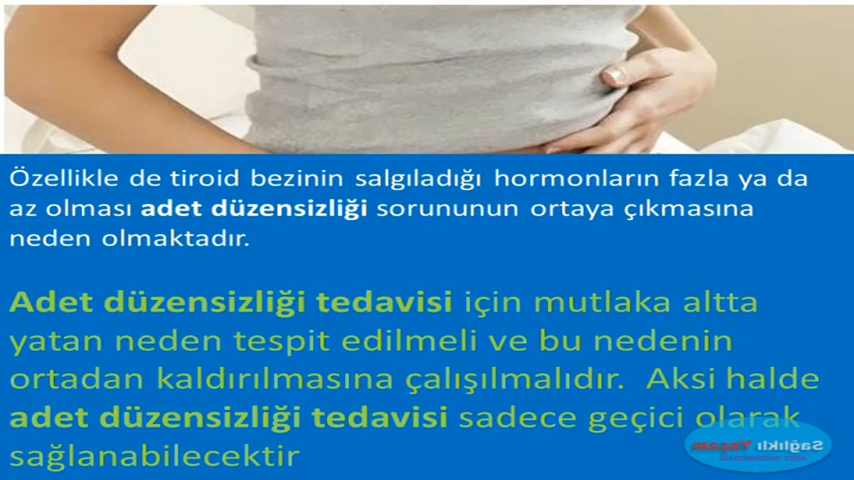 Özellikle de tiroid bezinin salgıladığı hormonların fazla ya da
az olması adet düzensizliği sorununun ortaya çıkmasına
neden olmaktadır.
Adet düzensizliği tedavisi için mutlaka altta
yatan neden tespit edilmeli ve bu nedenin
ortadan kaldırılmasına çalışılmalıdır. Aksi halde
adet düzensizliği tedavisi sadece geçici olarak
sağlanabilecektir
Sağlıklı Yaşam